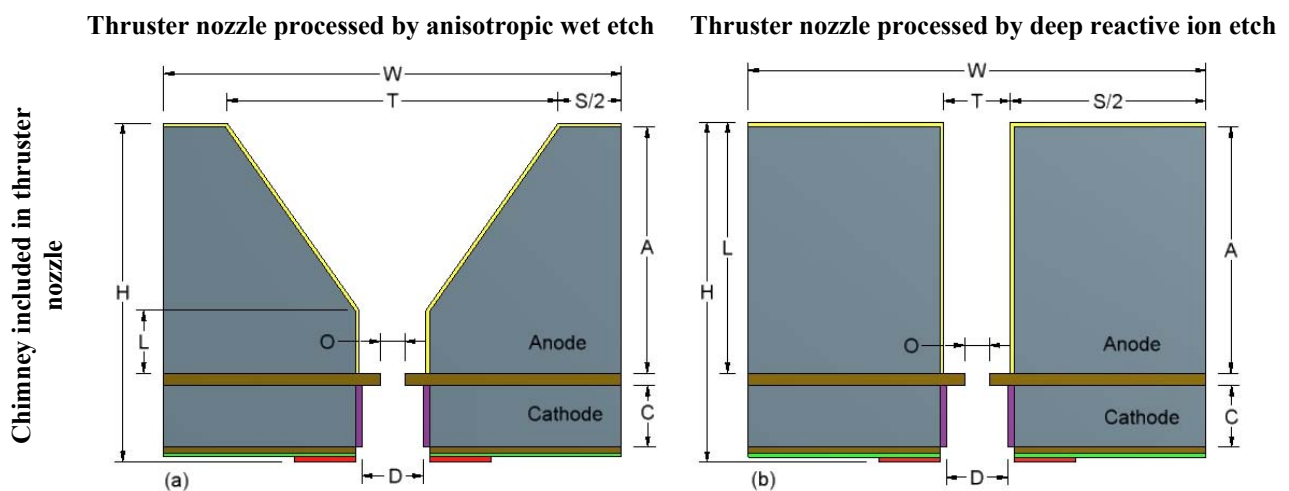 Thruster nozzle processed by anisotropic wet etch
Thruster nozzle processed by deep reactive ion etch
Chimney included in thruster
nozzle
W
T
S/2
H
A
L
O
Anode
Cathode
C
D
(a)
W
T
S/2
L
H
A
O
Anode
Cathode
C
D
(b)